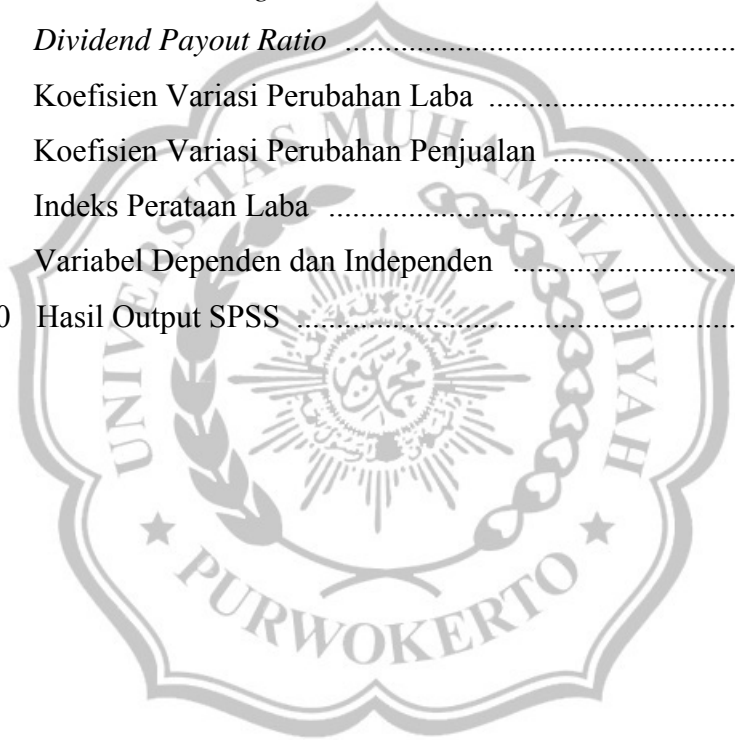 Dividend Payout Ratio ..................................................
Koefisien Variasi Perubahan Laba ................................
Koefisien Variasi Perubahan Penjualan ........................
Indeks Perataan Laba ....................................................
Variabel Dependen dan Independen .............................
0 Hasil Output SPSS ........................................................
UNIVERSITAS MUHAMMADIYAH
PURWOKERTO